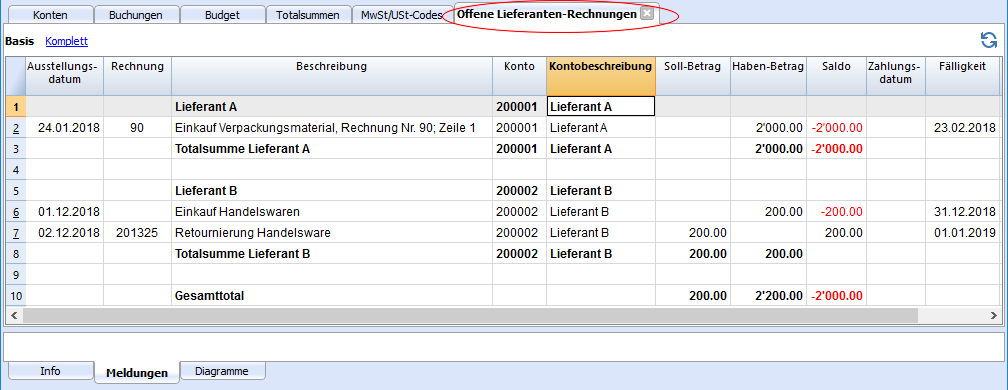 Konten Buchungen Budget Totalsummen MwSt/USt-Codes Offene Lieferanten-Rechnungen
Basis Komplett
Ausstellungs-datum Rechnung Beschreibung Konto Kontobeschreibung Soll-Betrag Haben-Betrag Saldo Zahlungs-datum Fälligkeit
1 Lieferant A 200001 Lieferant A
2 24.01.2018 90 Einkauf Verpackungsmaterial, Rechnung Nr. 90; Zeile 1 200001 Lieferant A 2'000.00 -2'000.00 23.02.2018
3 Totalsumme Lieferant A 200001 Lieferant A 2'000.00 -2'000.00
4
5 Lieferant B 200002 Lieferant B
6 01.12.2018 Einkauf Handelswaren 200002 Lieferant B 200.00 -200.00 31.12.2018
7 02.12.2018 201325 Retournierung Handelsware 200002 Lieferant B 200.00 200.00 01.01.2019
8 Totalsumme Lieferant B 200002 Lieferant B 200.00 200.00
9
10 Gesamttotal 200.00 2'200.00 -2'000.00
Info Meldungen Diagramme